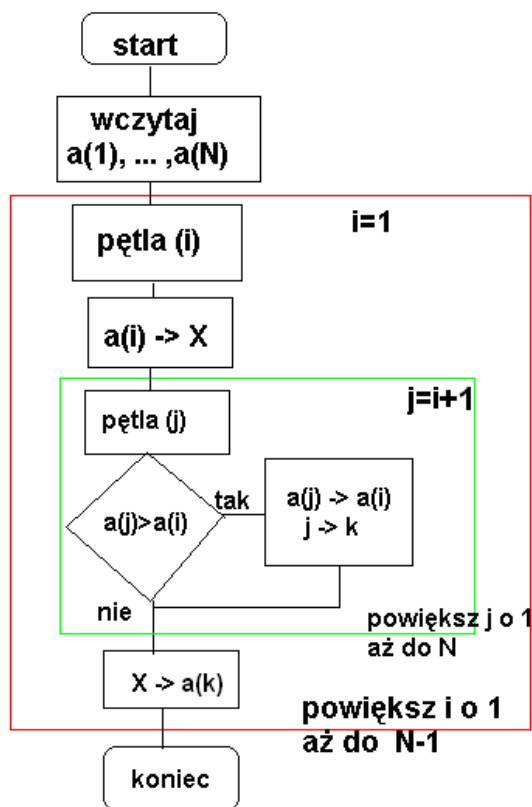 start
wczytaj
a(1), ... ,a(N)
pętla (i)
i=1
a(i) -> X
j=i+1
pętla (j)
a(j)>a(i)
tak
a(j) -> a(i)
j -> k
nie
powiększ j o 1
aż do N
X -> a(k)
powiększ i o 1
aż do N-1
koniec